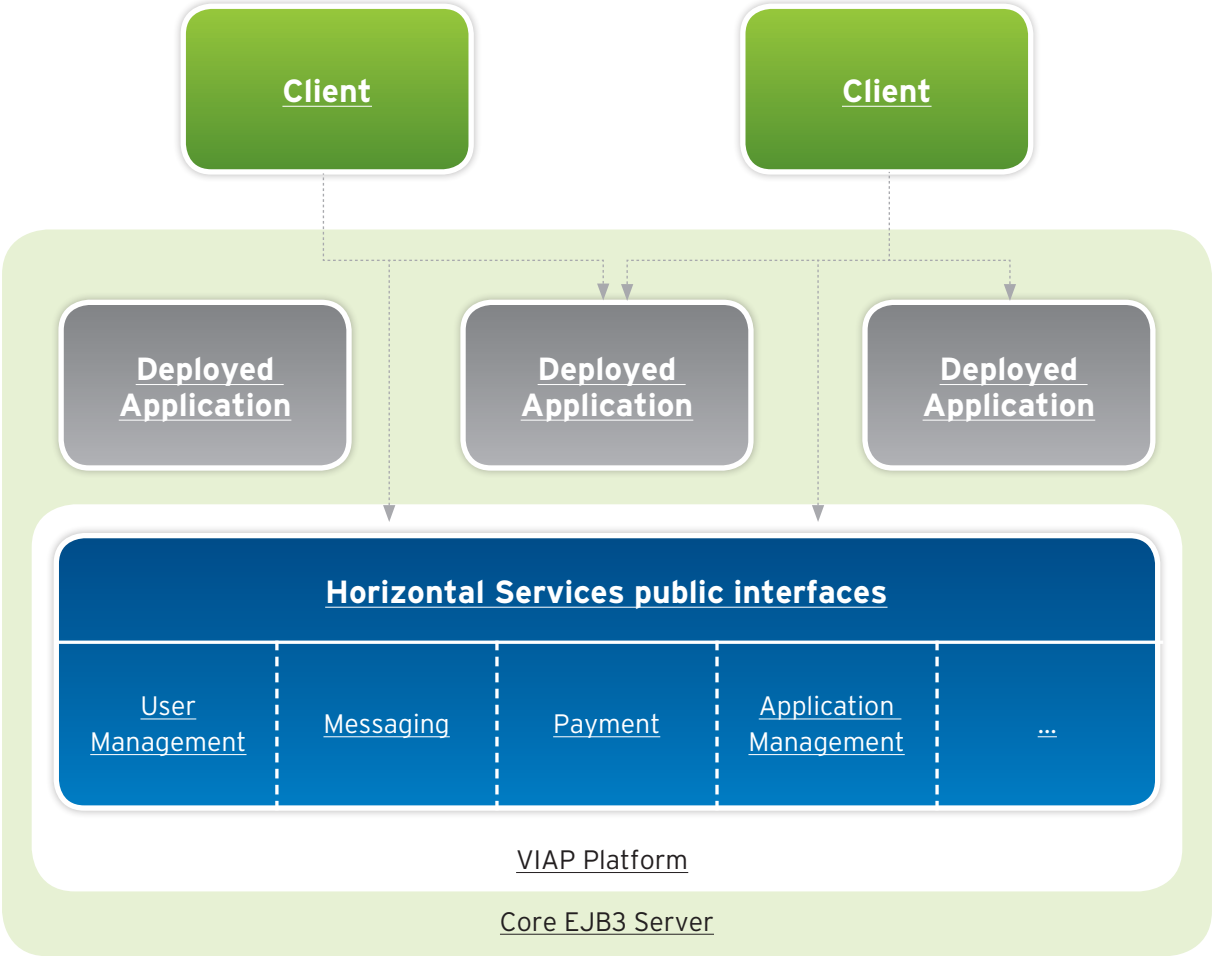 Client
Client
Deployed
Application
Deployed
Application
Deployed
Application
Horizontal Services public interfaces
User
Management
Messaging
Payment
Application
Management
...
VIAP Platform
Core EJB3 Server